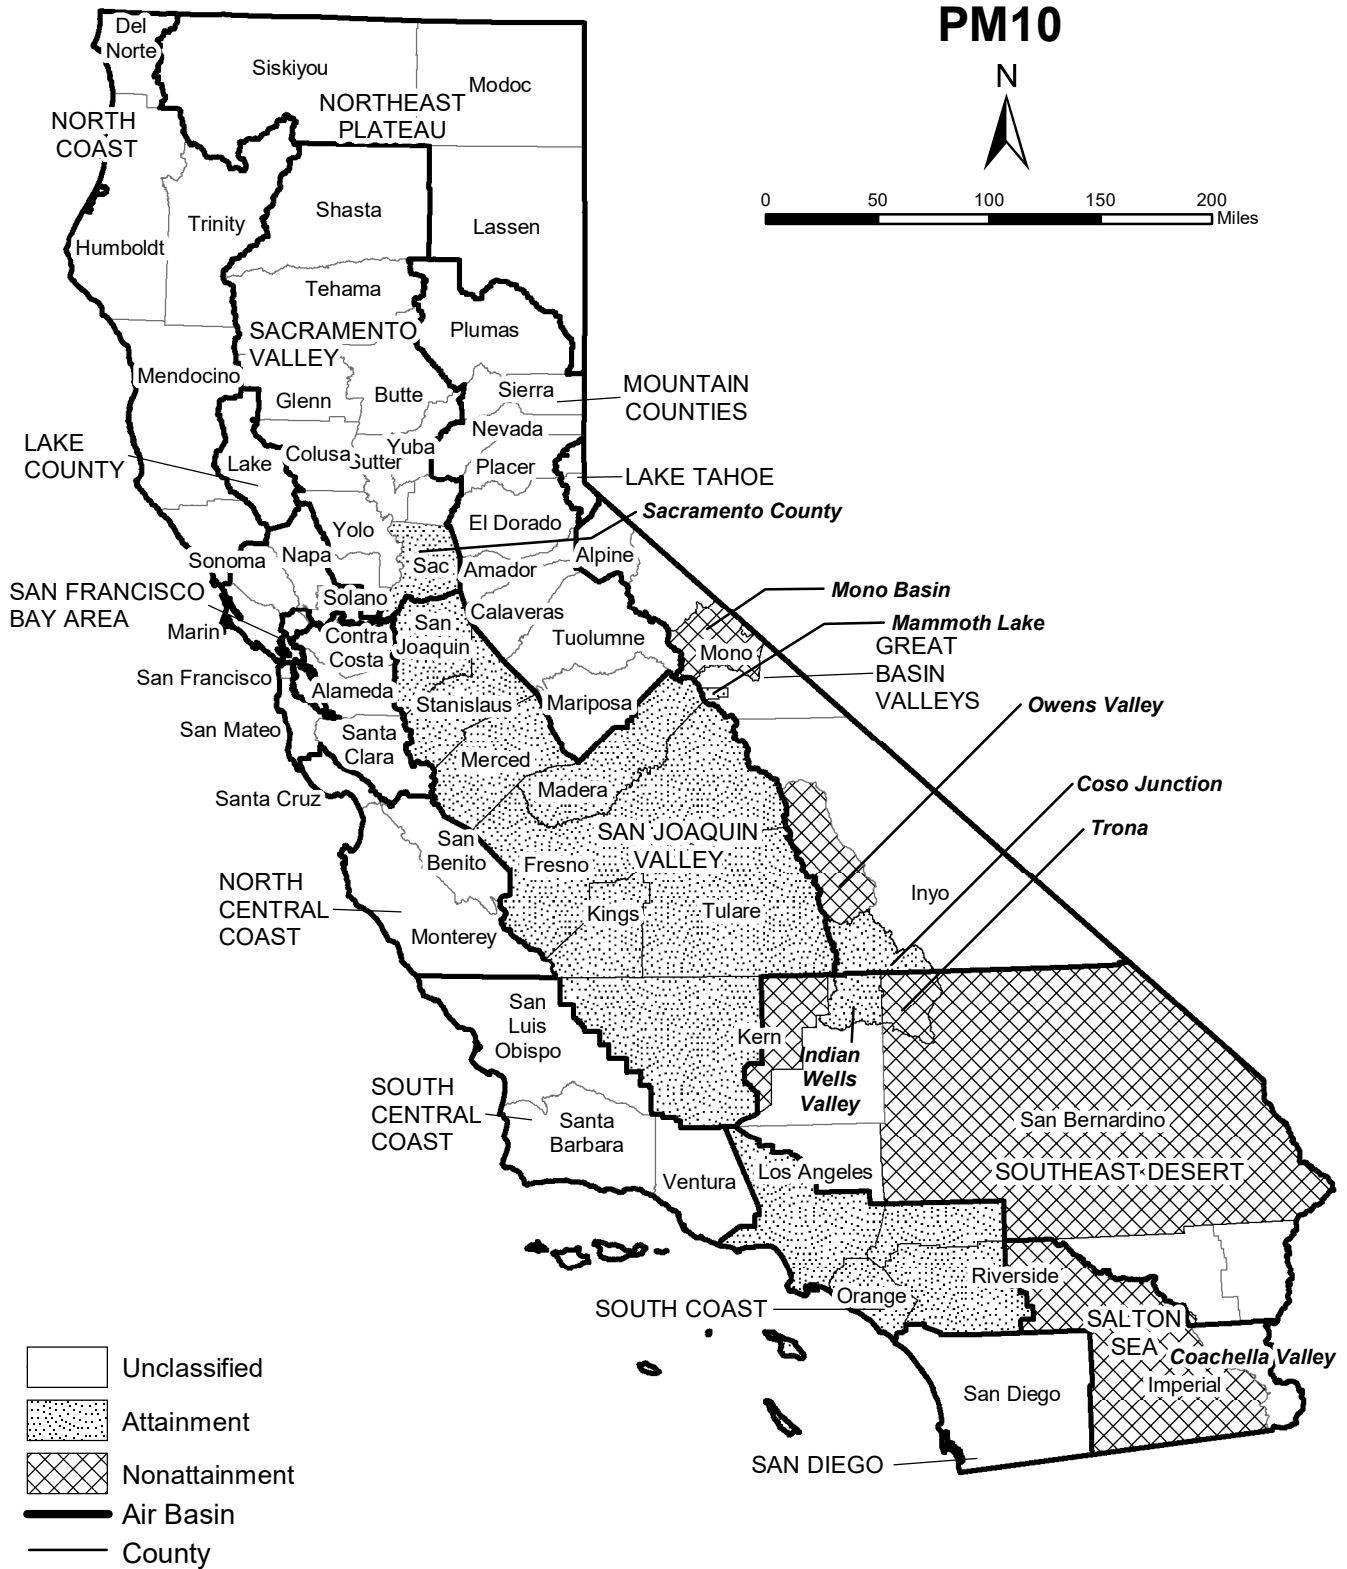 PM10
N
0 50 100 150 200
Miles
Del
Norte
Siskiyou
Modoc
NORTHEAST
PLATEAU
NORTH
COAST
Shasta
Trinity
Lassen
Humboldt
Tehama
SACRAMENTO
VALLEY
Plumas
Mendocino
Glenn
Butte
Sierra
MOUNTAIN
COUNTIES
Nevada
LAKE
COUNTY
Lake
Colusa
Yuba
Sutter
Placer
LAKE TAHOE
Sacramento County
Yolo
El Dorado
Sonoma
Napa
Sac
Amador
Alpine
SAN FRANCISCO
BAY AREA
Solano
Mono Basin
Marin
Contra
Costa
San
Joaquin
Calaveras
Tuolumne
Mammoth Lake
Mono
GREAT
BASIN
VALLEYS
San Francisco
Alameda
Stanislaus
Mariposa
Owens Valley
San Mateo
Santa
Clara
Merced
Santa Cruz
Madera
Coso Junction
Trona
San
Benito
SAN JOAQUIN
VALLEY
Fresno
NORTH
CENTRAL
COAST
Kings
Tulare
Inyo
Monterey
San
Luis
Obispo
Kern
Indian
Wells
Valley
SOUTH
CENTRAL
COAST
Santa
Barbara
San Bernardino
SOUTHEAST DESERT
Ventura
Los Angeles
Orange
Riverside
SOUTH COAST
SALTON
SEA
Coachella Valley
Imperial
San Diego
SAN DIEGO
Unclassified
Attainment
Nonattainment
Air Basin
County